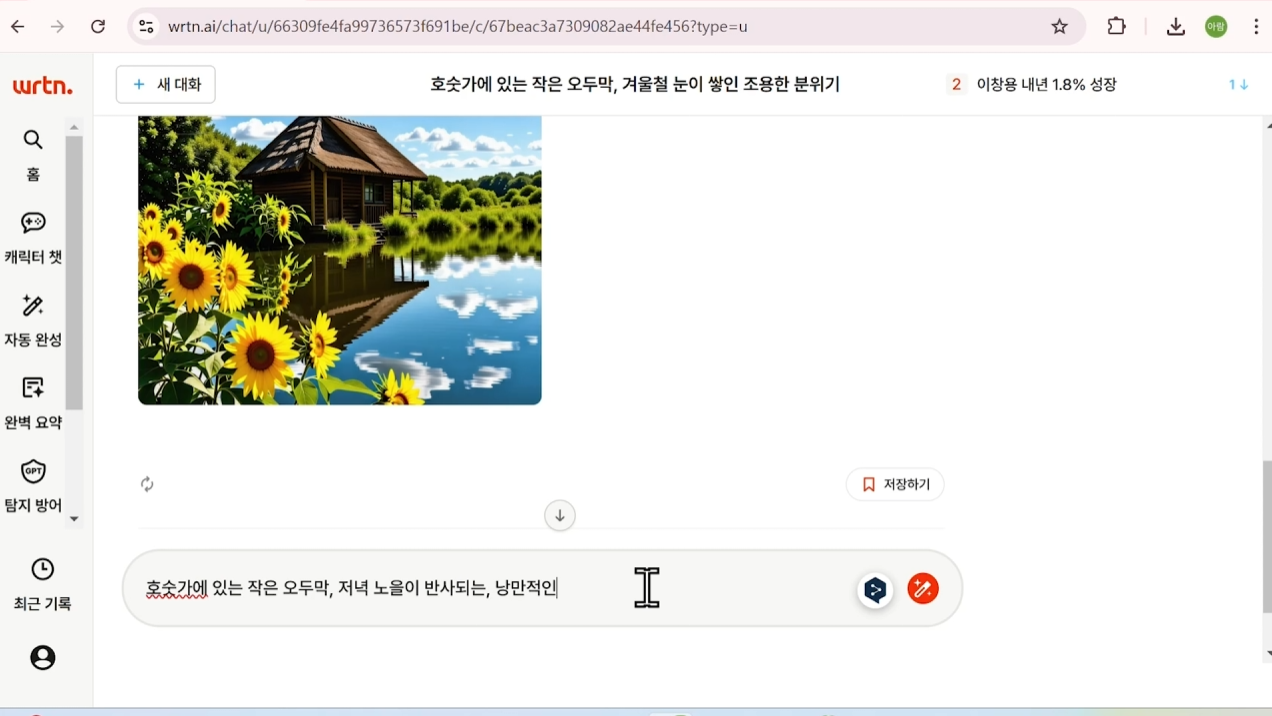 wrtn.ai/chat/u/66309fe4fa99736573f691be/c/67beac3a7309082ae44fe456?type=u
아람
wrtn.
+ 새 대화
호숫가에 있는 작은 오두막, 겨울철 눈이 쌓인 조용한 분위기
2 이창용 내년 1.8% 성장
1↓
홈
캐릭터 챗
자동 완성
완벽 요약
GPT
탐지 방어
최근 기록
저장하기
호숫가에 있는 작은 오두막, 저녁 노을이 반사되는, 낭만적인